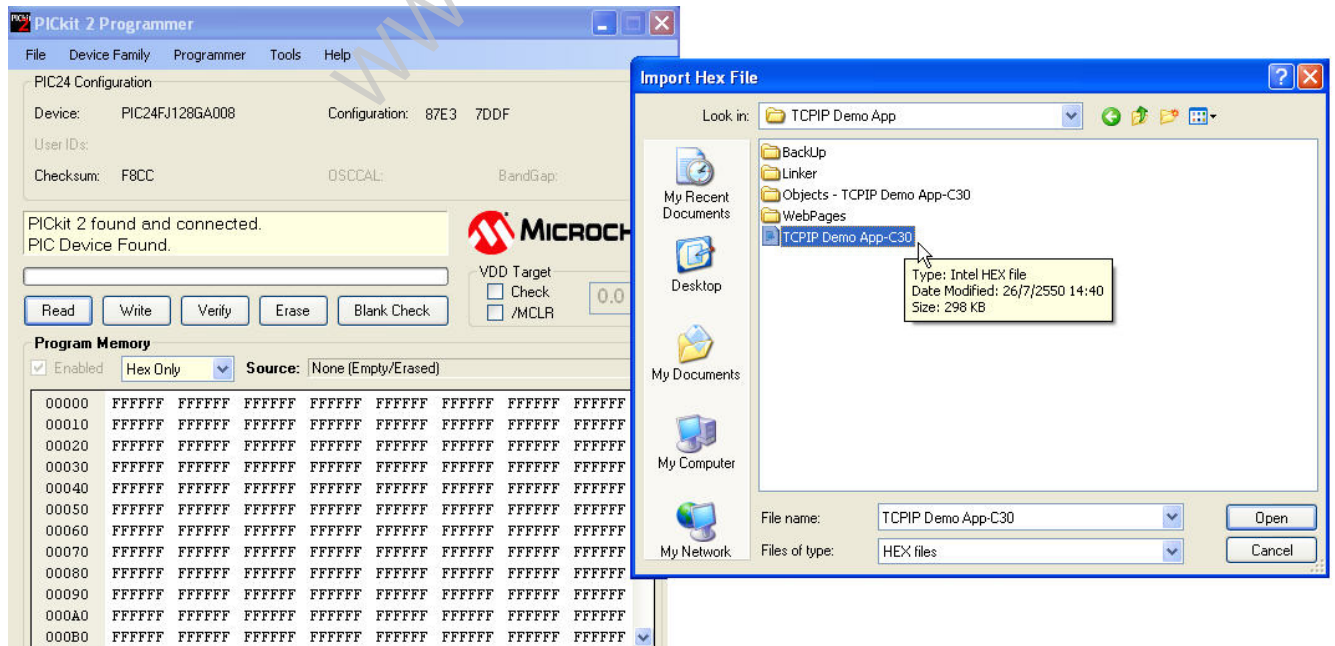 PICkit 2 Programmer
File Device Family Programmer Tools Help
PIC24 Configuration
Device: PIC24FJ128GA008 Configuration: 87E3 7DDF
User IDs:
Checksum: F8CC OSCCAL: BandGap:
PICkit 2 found and connected.
PIC Device Found.
MICROCH
VDD Target
Check
/MCLR
0.0
Read Write Verify Erase Blank Check
Program Memory
Enabled Hex Only Source: None (Empty/Erased)
00000 FFFFFF FFFFFF FFFFFF FFFFFF FFFFFF FFFFFF FFFFFF FFFFFF
00010 FFFFFF FFFFFF FFFFFF FFFFFF FFFFFF FFFFFF FFFFFF FFFFFF
00020 FFFFFF FFFFFF FFFFFF FFFFFF FFFFFF FFFFFF FFFFFF FFFFFF
00030 FFFFFF FFFFFF FFFFFF FFFFFF FFFFFF FFFFFF FFFFFF FFFFFF
00040 FFFFFF FFFFFF FFFFFF FFFFFF FFFFFF FFFFFF FFFFFF FFFFFF
00050 FFFFFF FFFFFF FFFFFF FFFFFF FFFFFF FFFFFF FFFFFF FFFFFF
00060 FFFFFF FFFFFF FFFFFF FFFFFF FFFFFF FFFFFF FFFFFF FFFFFF
00070 FFFFFF FFFFFF FFFFFF FFFFFF FFFFFF FFFFFF FFFFFF FFFFFF
00080 FFFFFF FFFFFF FFFFFF FFFFFF FFFFFF FFFFFF FFFFFF FFFFFF
00090 FFFFFF FFFFFF FFFFFF FFFFFF FFFFFF FFFFFF FFFFFF FFFFFF
000A0 FFFFFF FFFFFF FFFFFF FFFFFF FFFFFF FFFFFF FFFFFF FFFFFF
000B0 FFFFFF FFFFFF FFFFFF FFFFFF FFFFFF FFFFFF FFFFFF FFFFFF
Import Hex File
Look in: TCPIP Demo App
My Recent
Documents
Desktop
My Documents
My Computer
My Network
BackUp
Linker
Objects - TCPIP Demo App-C30
WebPages
TCPIP Demo App-C30
Type: Intel HEX file
Date Modified: 26/7/2550 14:40
Size: 298 KB
File name: TCPIP Demo App-C30 Open
Files of type: HEX files Cancel
WW